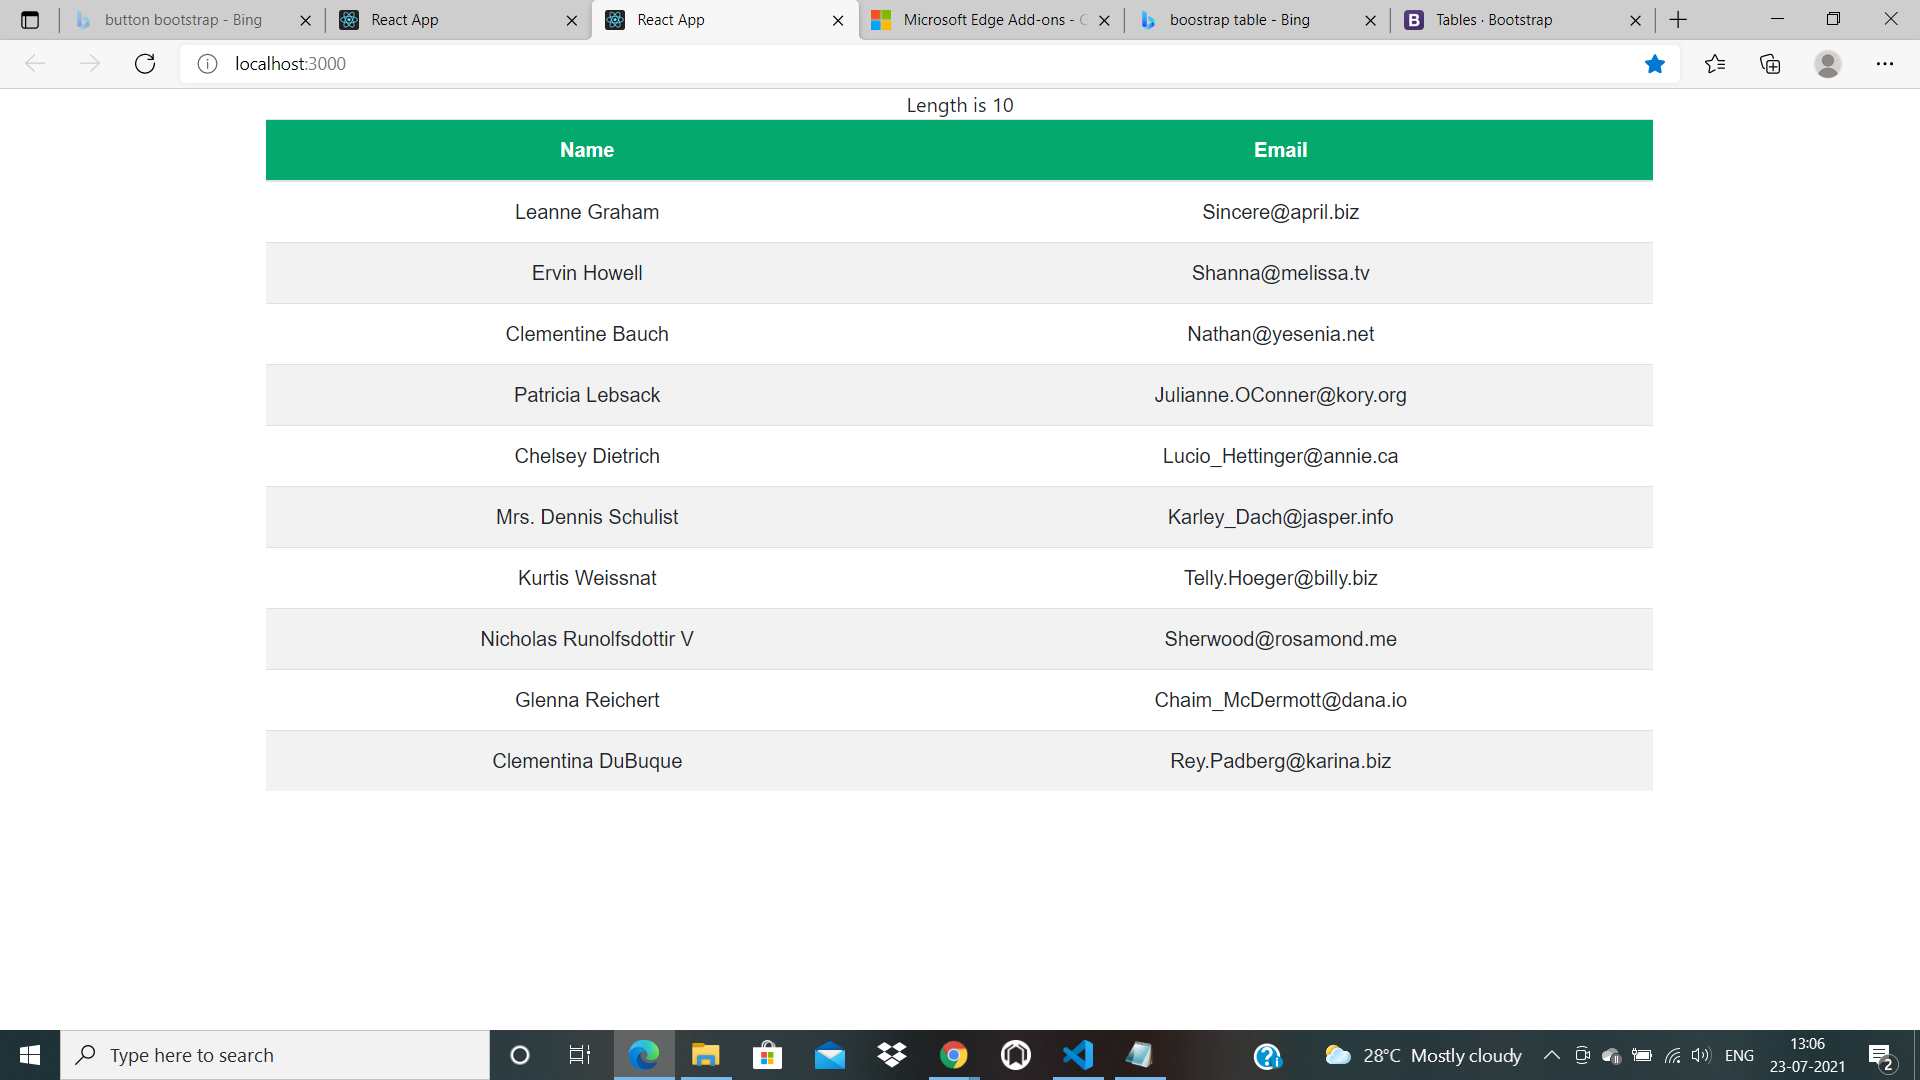 button bootstrap - Bing
React App
React App
Microsoft Edge Add-ons - G
boostrap table - Bing
B Tables · Bootstrap
localhost:3000
Length is 10
Name Email
Leanne Graham Sincere@april.biz
Ervin Howell Shanna@melissa.tv
Clementine Bauch Nathan@yesenia.net
Patricia Lebsack Julianne.OConner@kory.org
Chelsey Dietrich Lucio_Hettinger@annie.ca
Mrs. Dennis Schulist Karley_Dach@jasper.info
Kurtis Weissnat Telly.Hoeger@billy.biz
Nicholas Runolfsdottir V Sherwood@rosamond.me
Glenna Reichert Chaim_McDermott@dana.io
Clementina DuBuque Rey.Padberg@karina.biz
Type here to search
28°C Mostly cloudy
ENG
13:06
23-07-2021
2